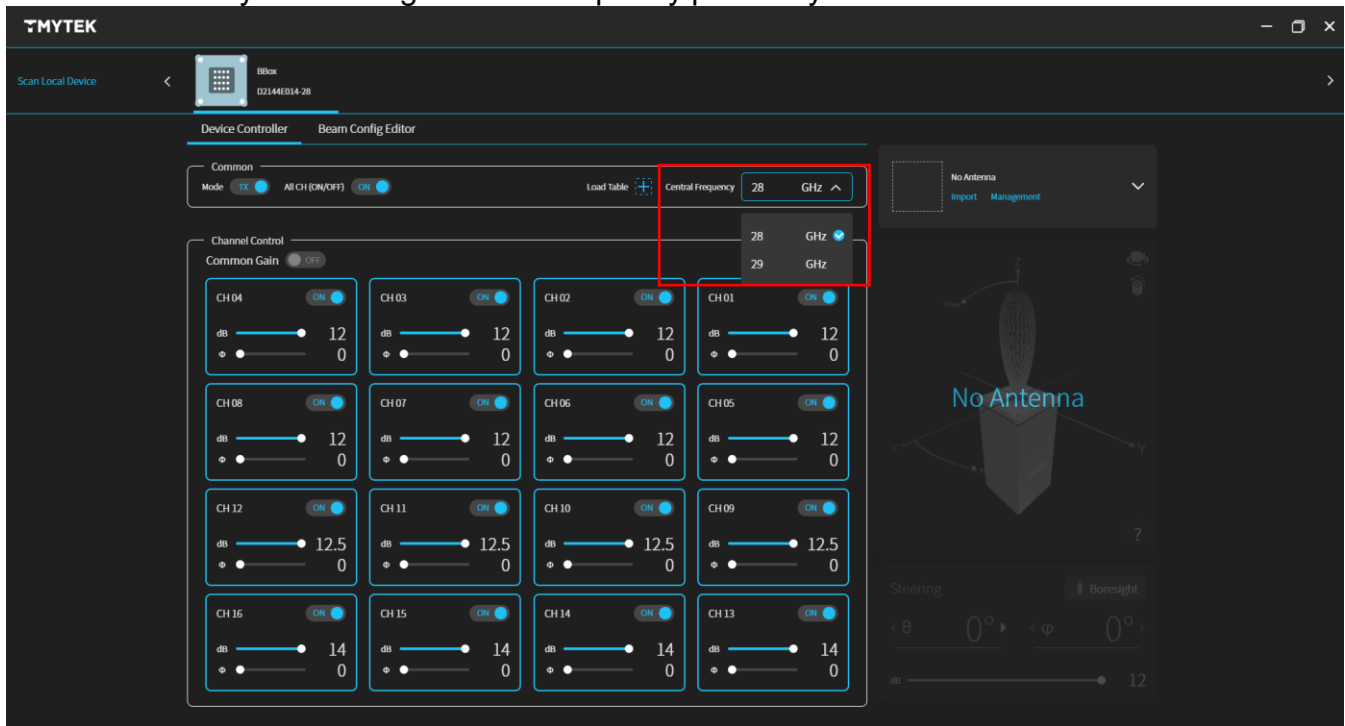 TMYTEK
Scan Local Device
BBox
D2144E014-28
Device Controller Beam Config Editor
Common
Mode TX All CH (ON/OFF) ON Load Table Central Frequency 28 GHz
No Antenna
Import Management
28 GHz
29 GHz
Channel Control
Common Gain OFF
CH 04 ON CH 03 ON CH 02 ON CH 01 ON
dB 12 dB 12 dB 12 dB 12
Φ 0 Φ 0 Φ 0 Φ 0
CH 08 ON CH 07 ON CH 06 ON CH 05 ON
dB 12 dB 12 dB 12 dB 12
Φ 0 Φ 0 Φ 0 Φ 0
CH 12 ON CH 11 ON CH 10 ON CH 09 ON
dB 12.5 dB 12.5 dB 12.5 dB 12.5
Φ 0 Φ 0 Φ 0 Φ 0
CH 16 ON CH 15 ON CH 14 ON CH 13 ON
dB 14 dB 14 dB 14 dB 14
Φ 0 Φ 0 Φ 0 Φ 0
Z
No Antenna
X Y
?
Steering Boresight
θ 0° φ 0°
dB 12